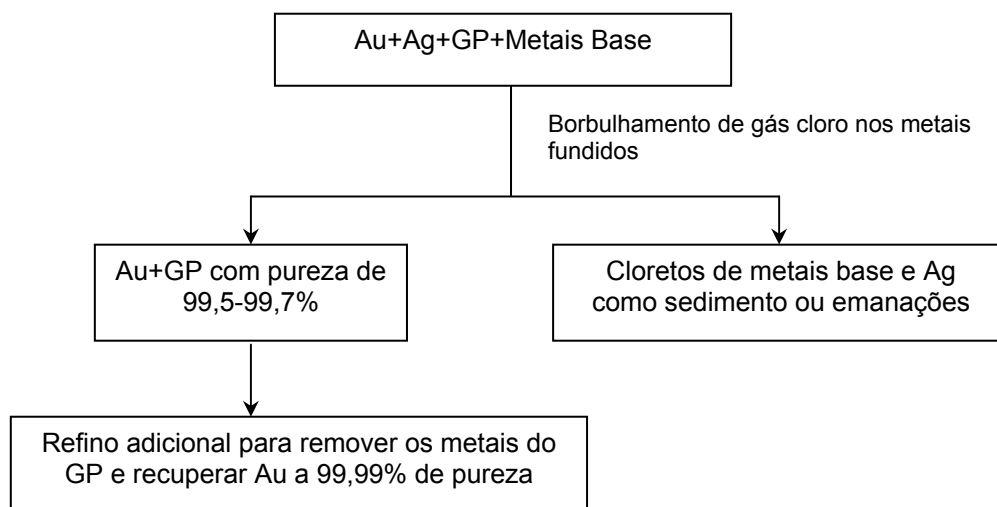 Au+Ag+GP+Metais Base
Borbulhamento de gás cloro nos metais
fundidos
Au+GP com pureza de
99,5-99,7%
Cloretos de metais base e Ag
como sedimento ou emanações
Refino adicional para remover os metais do
GP e recuperar Au a 99,99% de pureza